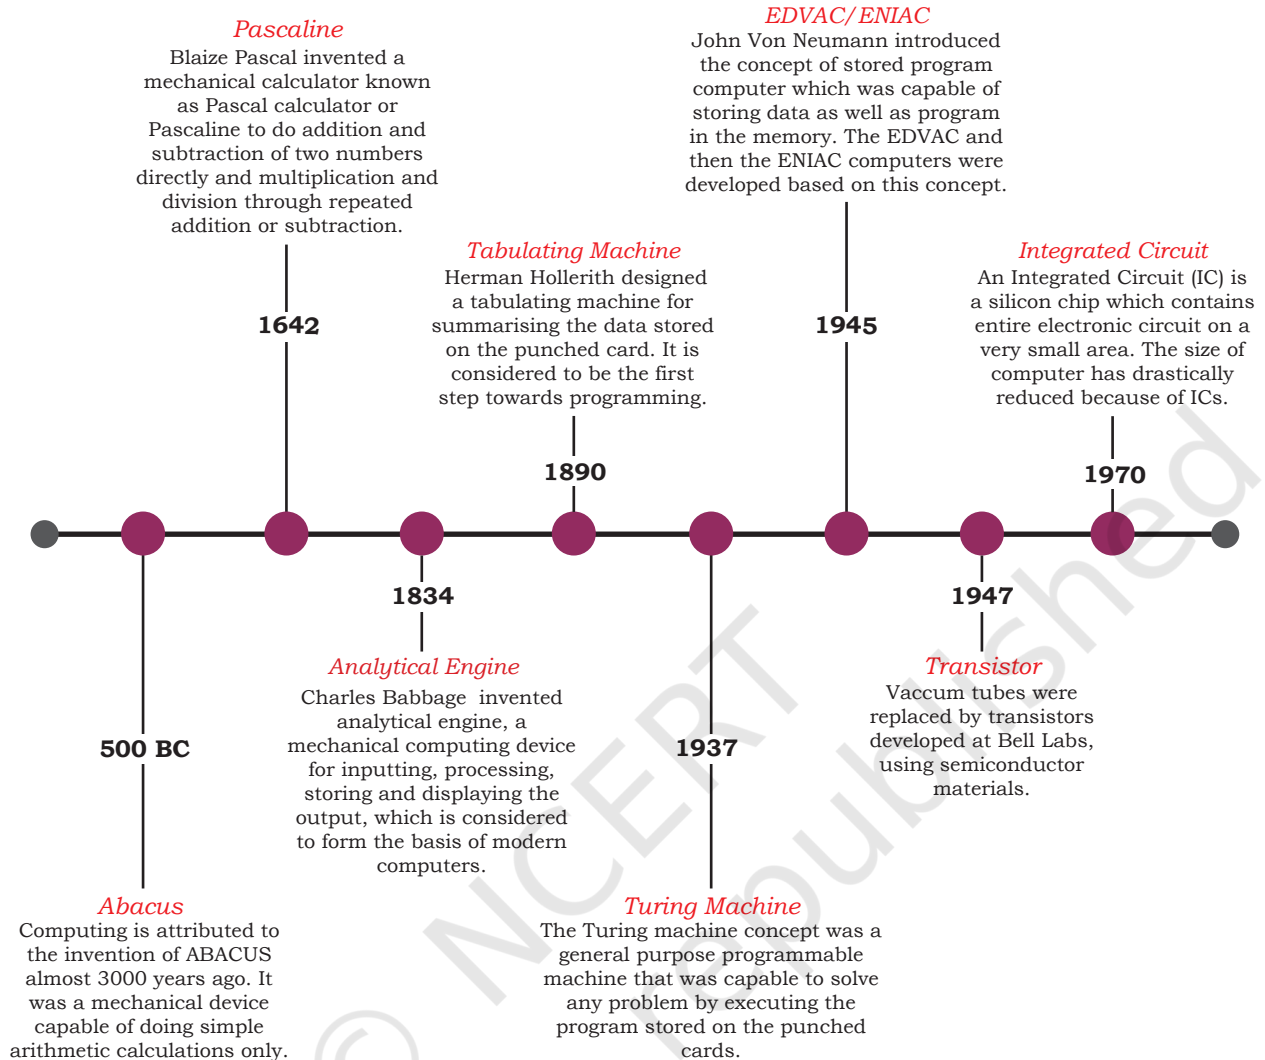 Pascaline
Blaize Pascal invented a
mechanical calculator known
as Pascal calculator or
Pascaline to do addition and
subtraction of two numbers
directly and multiplication and
division through repeated
addition or subtraction.
1642
EDVAC/ENIAC
John Von Neumann introduced
the concept of stored program
computer which was capable of
storing data as well as program
in the memory. The EDVAC and
then the ENIAC computers were
developed based on this concept.
1945
Tabulating Machine
Herman Hollerith designed
a tabulating machine for
summarising the data stored
on the punched card. It is
considered to be the first
step towards programming.
1890
Integrated Circuit
An Integrated Circuit (IC) is
a silicon chip which contains
entire electronic circuit on a
very small area. The size of
computer has drastically
reduced because of ICs.
1970
500 BC
Abacus
Computing is attributed to
the invention of ABACUS
almost 3000 years ago. It
was a mechanical device
capable of doing simple
arithmetic calculations only.
1834
Analytical Engine
Charles Babbage invented
analytical engine, a
mechanical computing device
for inputting, processing,
storing and displaying the
output, which is considered
to form the basis of modern
computers.
1937
Turing Machine
The Turing machine concept was a
general purpose programmable
machine that was capable to solve
any problem by executing the
program stored on the punched
cards.
1947
Transistor
Vaccum tubes were
replaced by transistors
developed at Bell Labs,
using semiconductor
materials.
© NCERT
republished